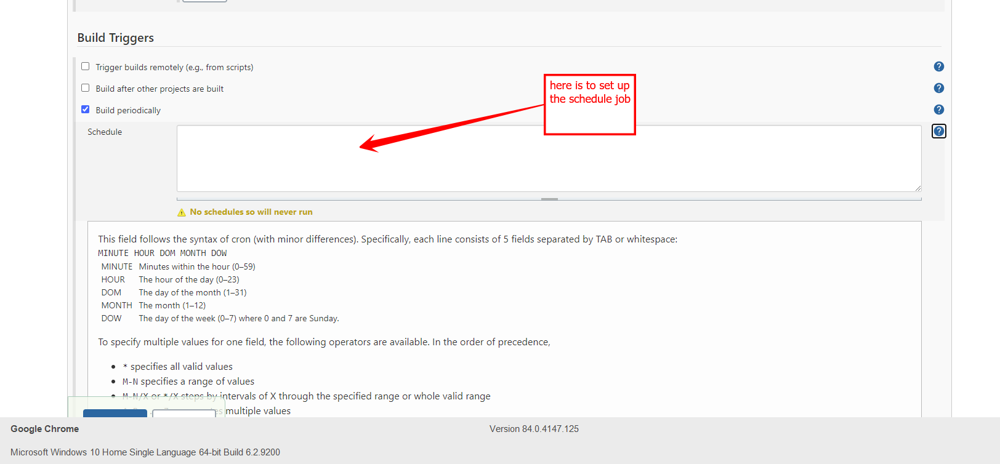 Build Triggers
Trigger builds remotely (e.g., from scripts)
Build after other projects are built
Build periodically
here is to set up
the schedule job
Schedule
No schedules so will never run
This field follows the syntax of cron (with minor differences). Specifically, each line consists of 5 fields separated by TAB or whitespace:
MINUTE HOUR DOM MONTH DOW
MINUTE Minutes within the hour (0–59)
HOUR The hour of the day (0–23)
DOM The day of the month (1–31)
MONTH The month (1–12)
DOW The day of the week (0–7) where 0 and 7 are Sunday.
To specify multiple values for one field, the following operators are available. In the order of precedence,
* specifies all valid values
M-N specifies a range of values
M-N/X or */X steps by intervals of X through the specified range or whole valid range
multiple values
Google Chrome Version 84.0.4147.125
Microsoft Windows 10 Home Single Language 64-bit Build 6.2.9200